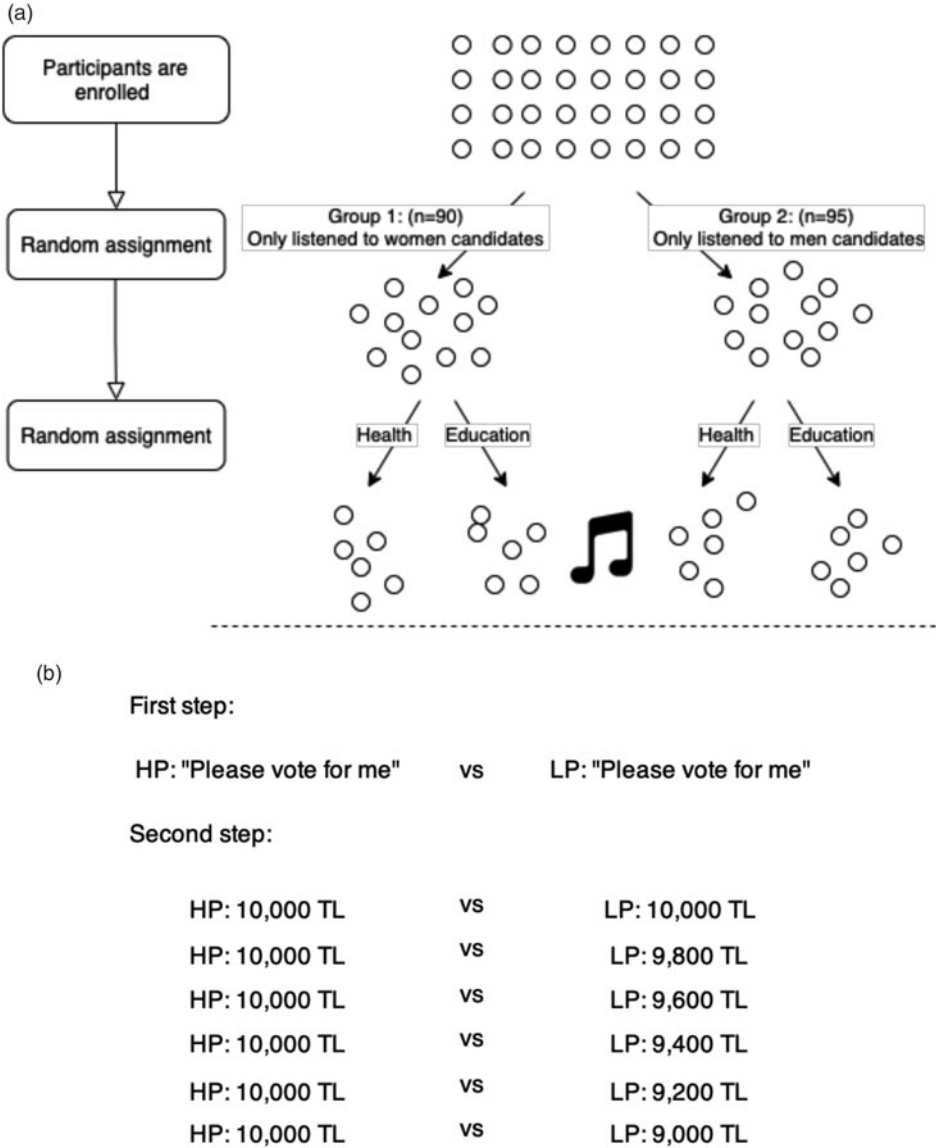 (a)
Participants are
enrolled
Random assignment
Random assignment
Group 1: (n=90)
Only listened to women candidates
Group 2: (n=95)
Only listened to men candidates
Health
Education
Health
Education
(b)
First step:
HP: "Please vote for me" vs LP: "Please vote for me"
Second step:
HP: 10,000 TL vs LP: 10,000 TL
HP: 10,000 TL vs LP: 9,800 TL
HP: 10,000 TL vs LP: 9,600 TL
HP: 10,000 TL vs LP: 9,400 TL
HP: 10,000 TL vs LP: 9,200 TL
HP: 10,000 TL vs LP: 9,000 TL